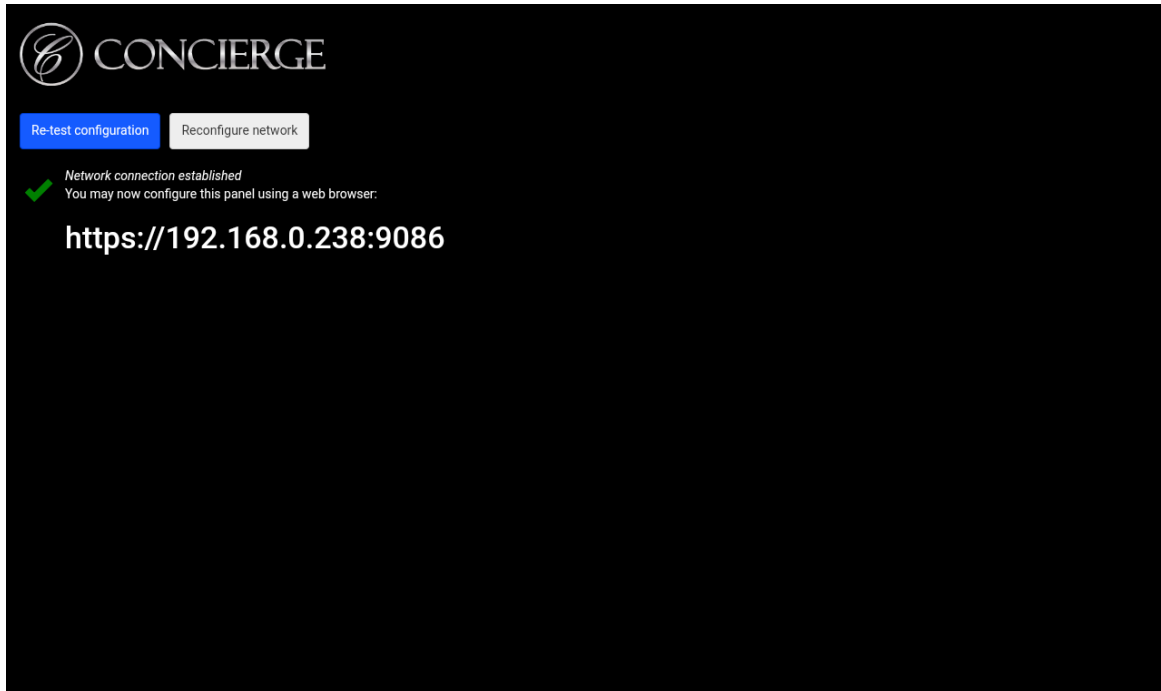 CONCIERGE
Re-test configuration
Reconfigure network
Network connection established
You may now configure this panel using a web browser:
https://192.168.0.238:9086